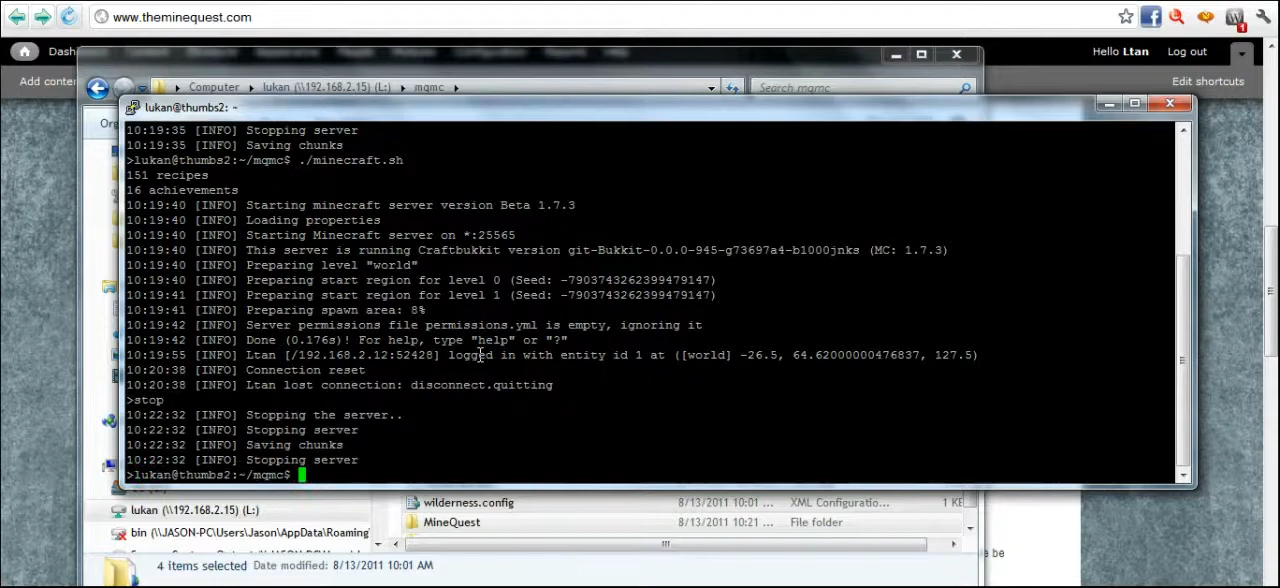 www.theminequest.com
Dash
Hello Ltan Log out
Add conten
Edit shortcuts
Computer lukan (\\192.168.2.15) (L:) mqmc
Search mqmc
Org
lukan@thumbs2: ~
10:19:35 [INFO] Stopping server
10:19:35 [INFO] Saving chunks
>lukan@thumbs2:~/mqmc$ ./minecraft.sh
151 recipes
16 achievements
10:19:40 [INFO] Starting minecraft server version Beta 1.7.3
10:19:40 [INFO] Loading properties
10:19:40 [INFO] Starting Minecraft server on *:25565
10:19:40 [INFO] This server is running Craftbukkit version git-Bukkit-0.0.0-945-g73697a4-b1000jnks (MC: 1.7.3)
10:19:40 [INFO] Preparing level "world"
10:19:40 [INFO] Preparing start region for level 0 (Seed: -7903743262399479147)
10:19:41 [INFO] Preparing start region for level 1 (Seed: -7903743262399479147)
10:19:41 [INFO] Preparing spawn area: 8%
10:19:42 [INFO] Server permissions file permissions.yml is empty, ignoring it
10:19:42 [INFO] Done (0.176s)! For help, type "help" or "?"
10:19:55 [INFO] Ltan [/192.168.2.12:52428] logged in with entity id 1 at ([world] -26.5, 64.62000000476837, 127.5)
10:20:38 [INFO] Connection reset
10:20:38 [INFO] Ltan lost connection: disconnect.quitting
>stop
10:22:32 [INFO] Stopping the server..
10:22:32 [INFO] Stopping server
10:22:32 [INFO] Saving chunks
10:22:32 [INFO] Stopping server
>lukan@thumbs2:~/mqmc$
wilderness.config 8/13/2011 10:01 ... XML Configuratio... 1 KE
lukan (\\192.168.2.15) (L:)
MineQuest 8/13/2011 10:21 ... File folder
bin (\\JASON-PC\Users\Jason\AppData\Roaming\
be
4 items selected Date modified: 8/13/2011 10:01 AM